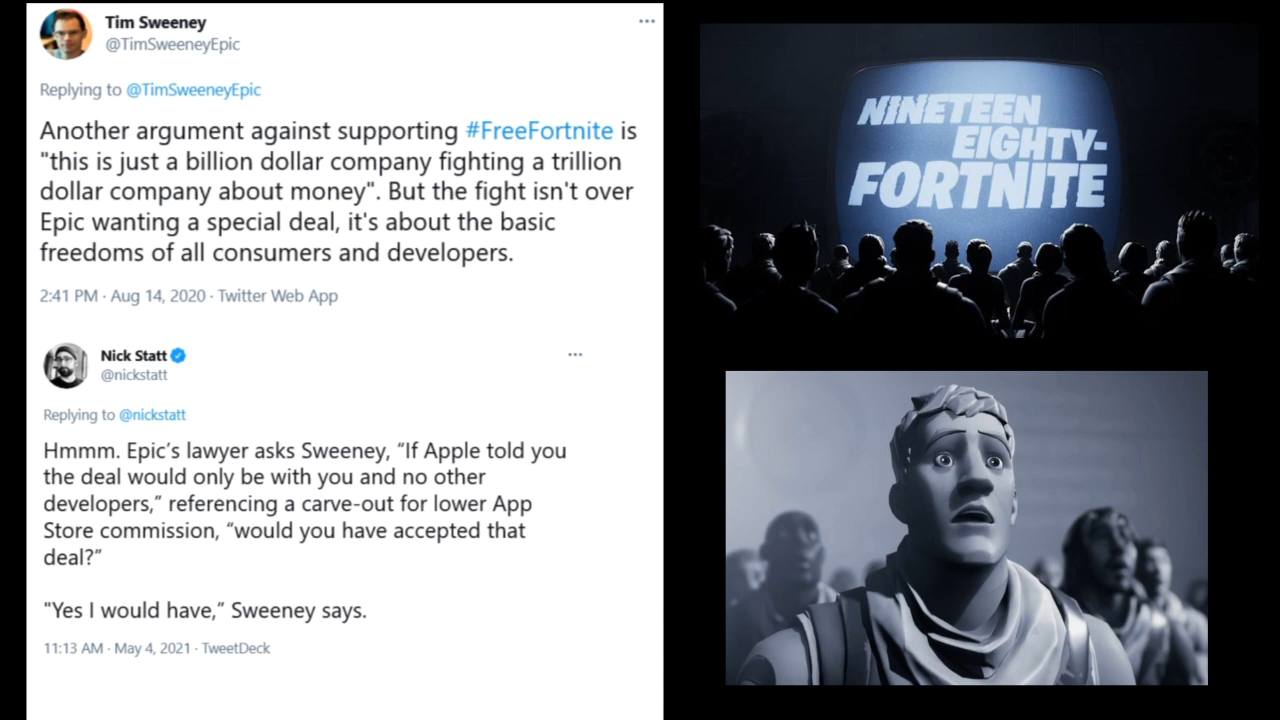 Tim Sweeney
@TimSweeneyEpic
Replying to @TimSweeneyEpic
Another argument against supporting #FreeFortnite is
"this is just a billion dollar company fighting a trillion
dollar company about money". But the fight isn't over
Epic wanting a special deal, it's about the basic
freedoms of all consumers and developers.
2:41 PM · Aug 14, 2020 · Twitter Web App
Nick Statt
@nickstatt
Replying to @nickstatt
Hmmm. Epic’s lawyer asks Sweeney, “If Apple told you
the deal would only be with you and no other
developers,” referencing a carve-out for lower App
Store commission, “would you have accepted that
deal?”
"Yes I would have,” Sweeney says.
11:13 AM · May 4, 2021 · TweetDeck
NINETEEN
EIGHTY-
FORTNITE